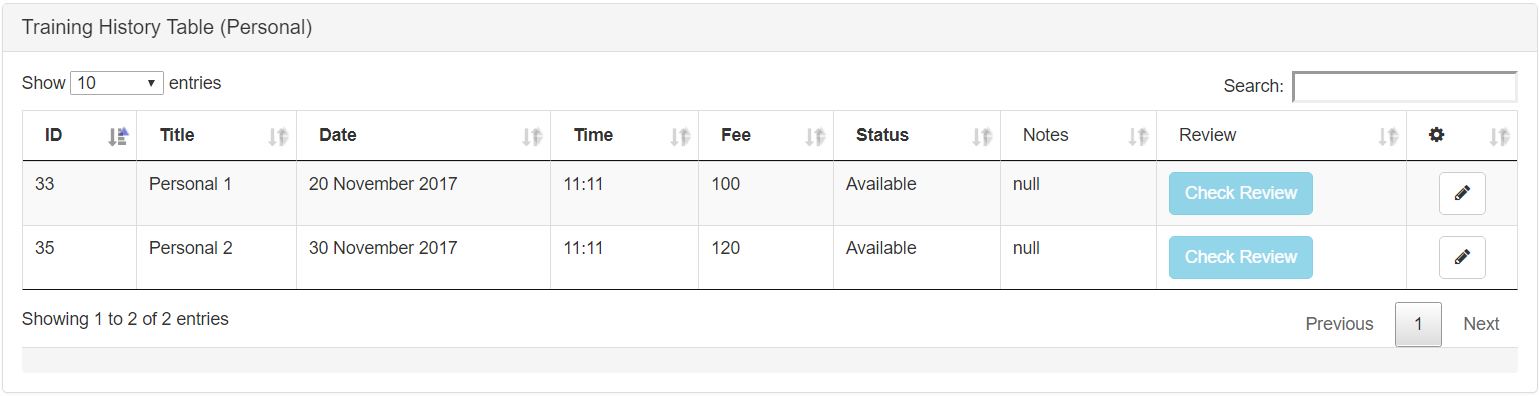 Training History Table (Personal)
Show 10 entries
Search:
ID Title Date Time Fee Status Notes Review
33 Personal 1 20 November 2017 11:11 100 Available null Check Review
35 Personal 2 30 November 2017 11:11 120 Available null Check Review
Showing 1 to 2 of 2 entries
Previous 1 Next